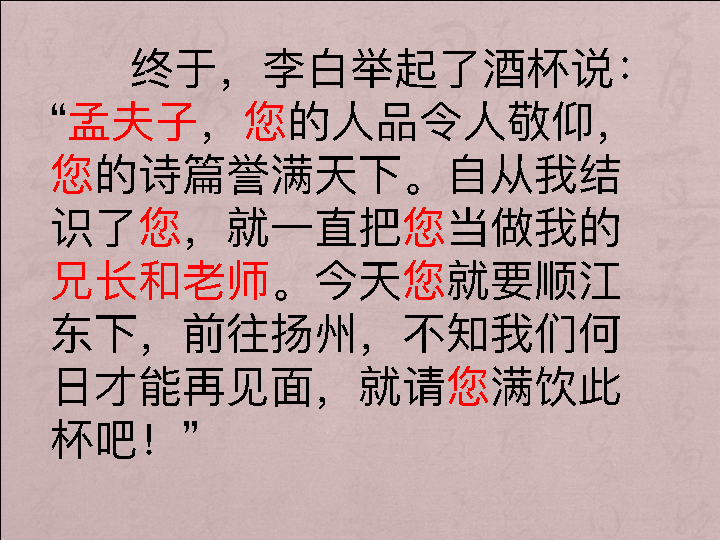 终于，李白举起了酒杯说：
“孟夫子，您的人品令人敬仰，
您的诗篇誉满天下。自从我结
识了您，就一直把您当做我的
兄长和老师。今天您就要顺江
东下，前往扬州，不知我们何
日才能再见面，就请您满饮此
杯吧！”